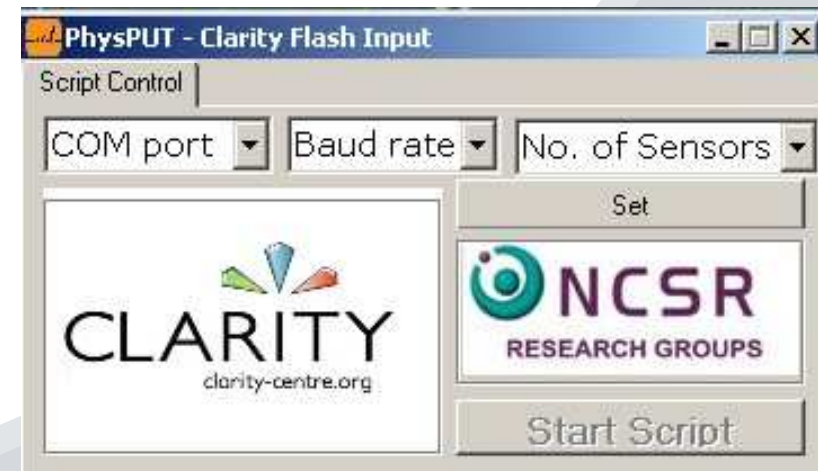 PhysPUT - Clarity Flash Input
Script Control
COM port Baud rate No. of Sensors
Set
CLARITY
clarity-centre.org
NCSR
RESEARCH GROUPS
Start Script